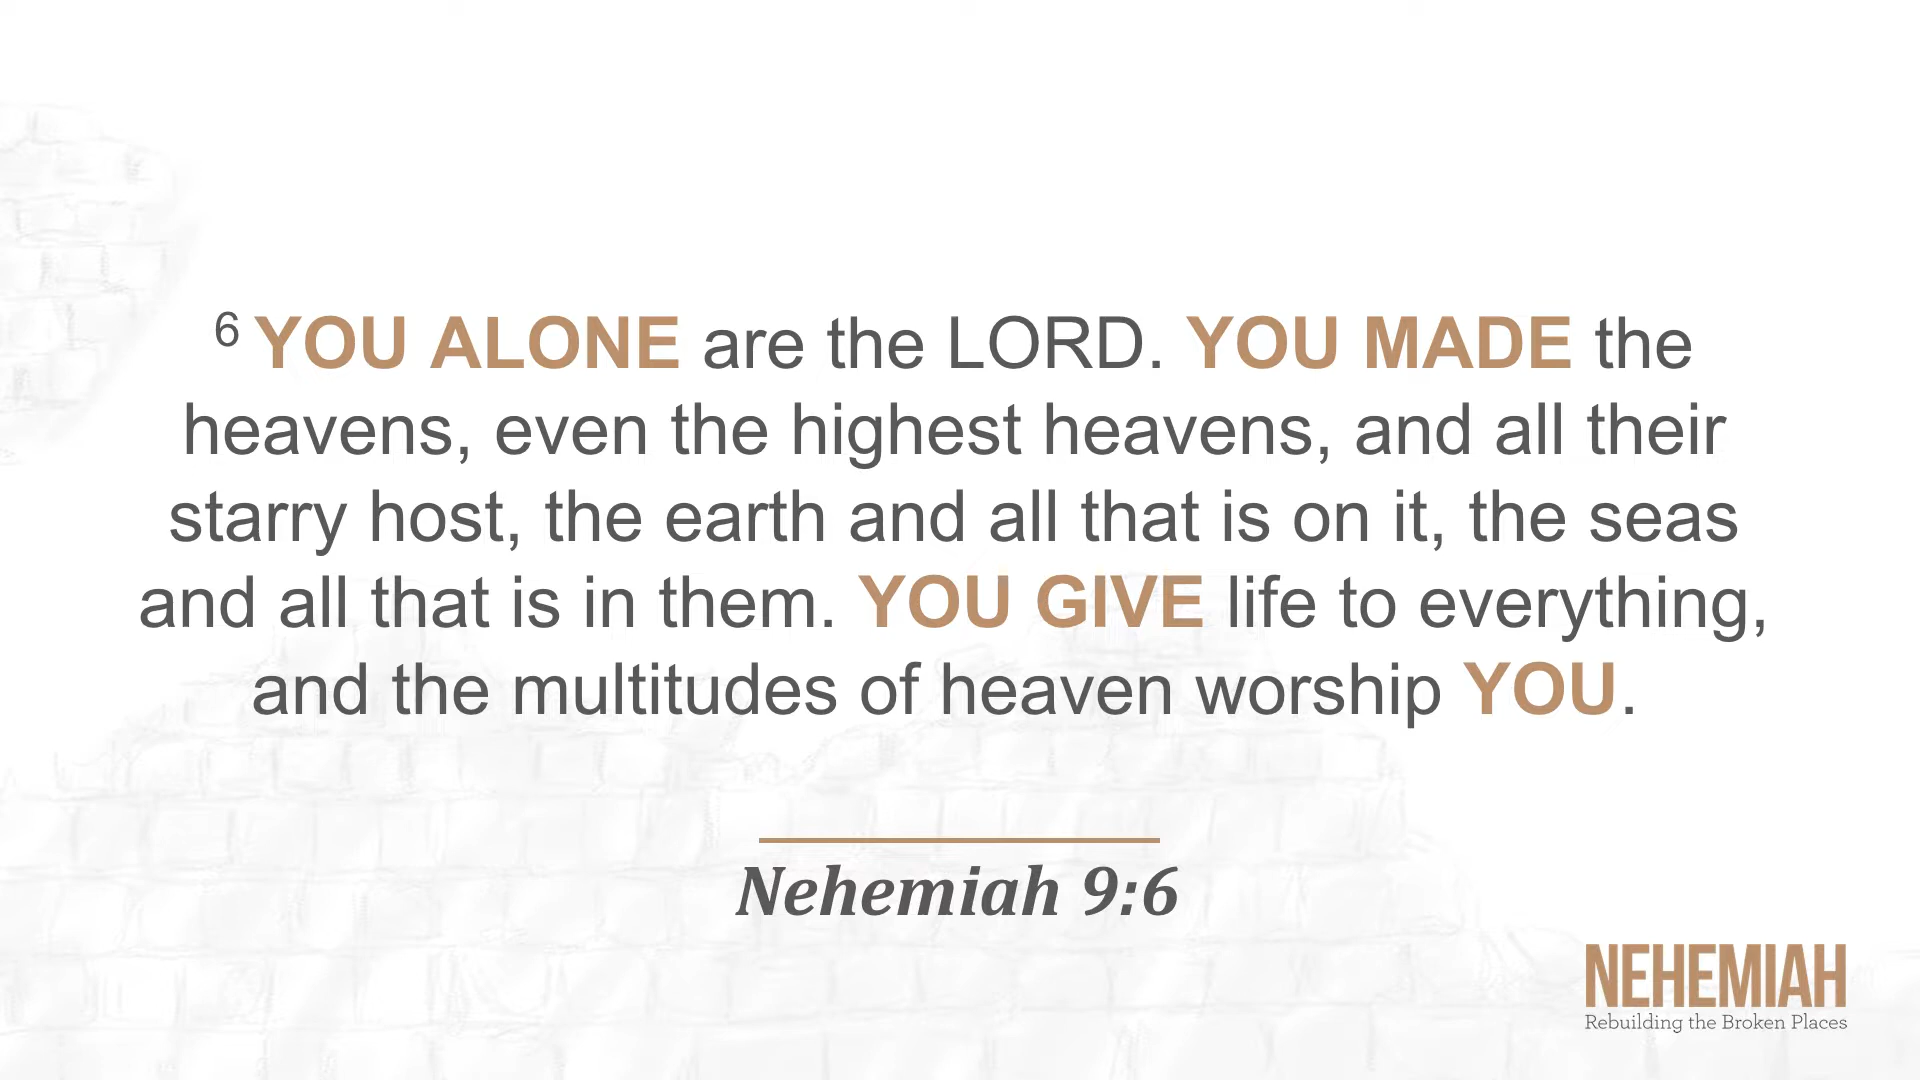 6 YOU ALONE are the LORD. YOU MADE the
heavens, even the highest heavens, and all their
starry host, the earth and all that is on it, the seas
and all that is in them. YOU GIVE life to everything,
and the multitudes of heaven worship YOU.
Nehemiah 9:6
NEHEMIAH
Rebuilding the Broken Places